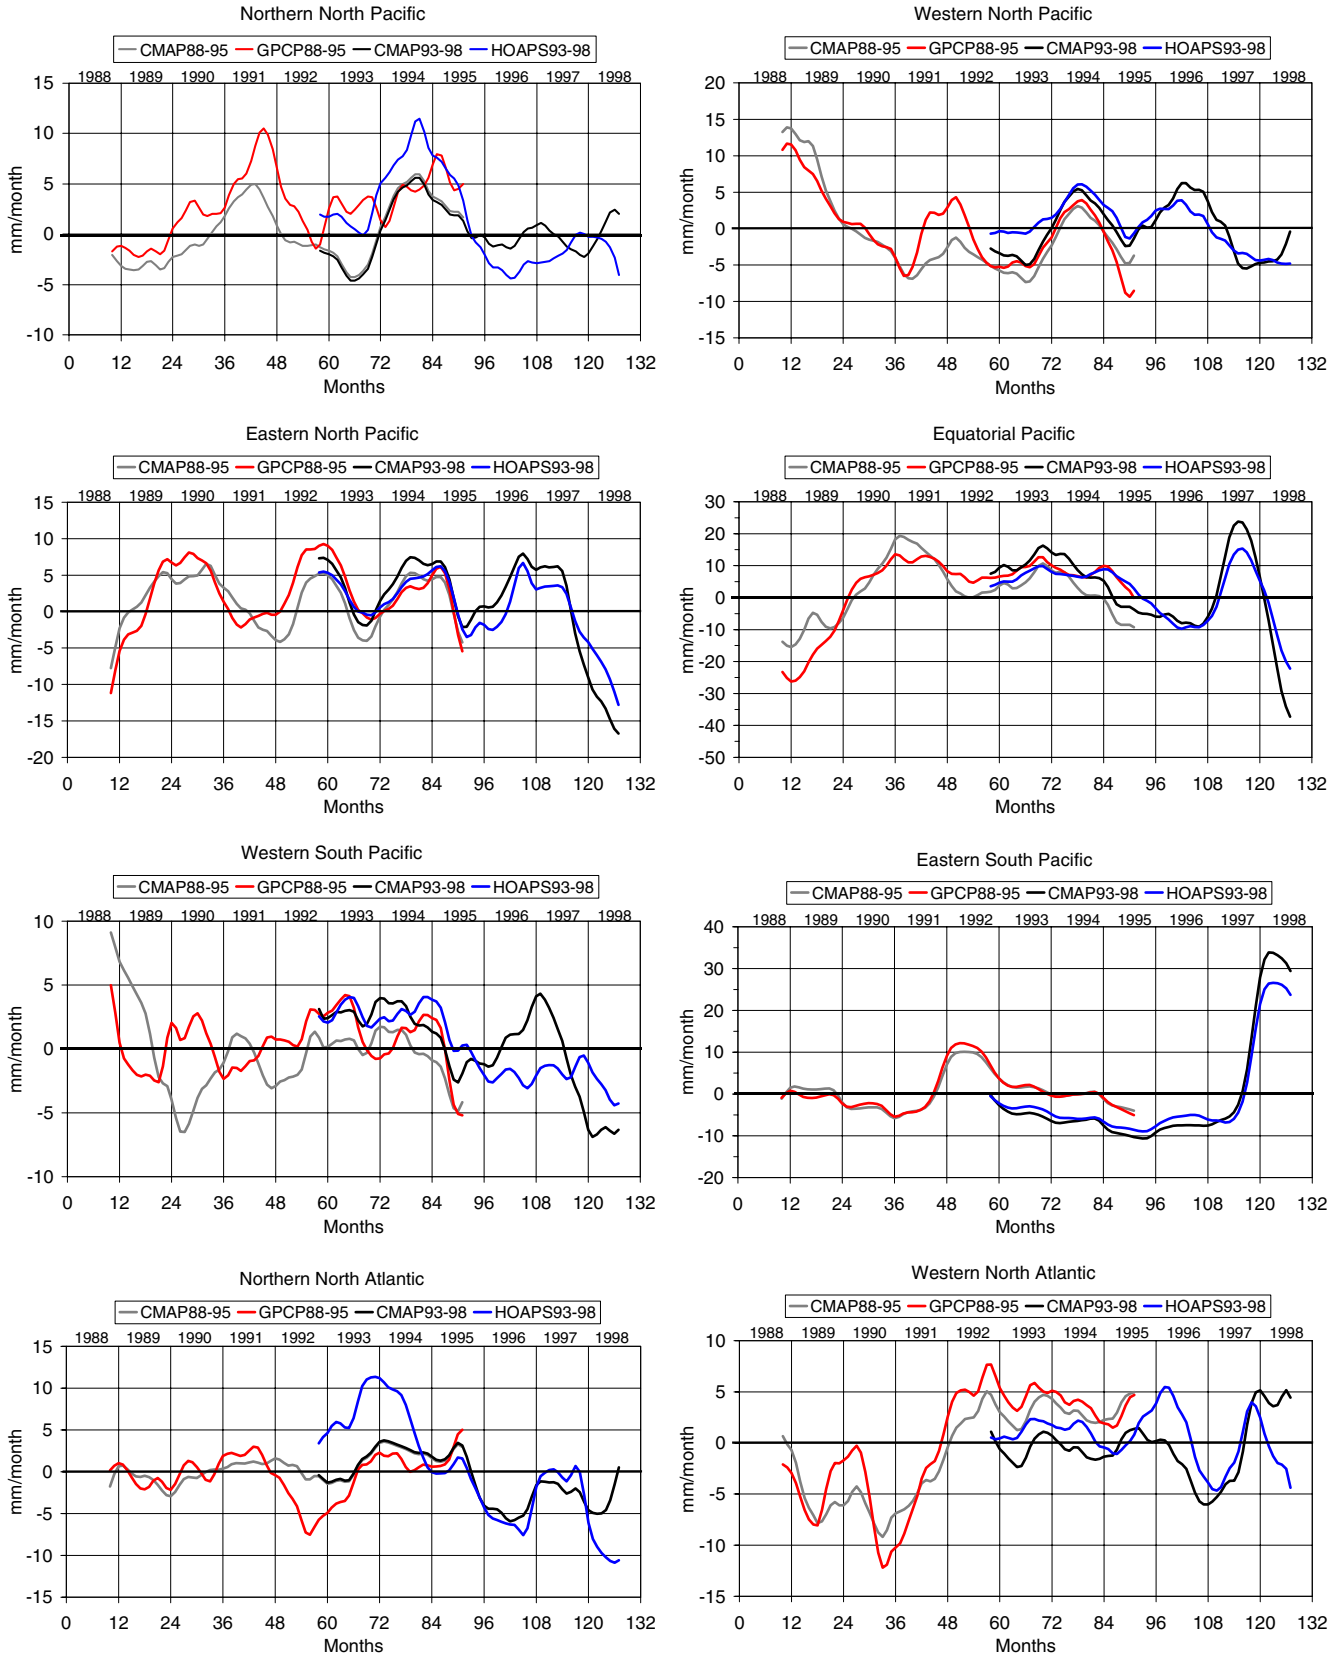 Northern North Pacific
CMAP88-95 GPCP88-95 CMAP93-98 HOAPS93-98
1988 1989 1990 1991 1992 1993 1994 1995 1996 1997 1998
15
10
5
0
-5
-10
mm/month
0 12 24 36 48 60 72 84 96 108 120 132
Months
Western North Pacific
CMAP88-95 GPCP88-95 CMAP93-98 HOAPS93-98
1988 1989 1990 1991 1992 1993 1994 1995 1996 1997 1998
20
15
10
5
0
-5
-10
-15
mm/month
0 12 24 36 48 60 72 84 96 108 120 132
Months
Eastern North Pacific
CMAP88-95 GPCP88-95 CMAP93-98 HOAPS93-98
1988 1989 1990 1991 1992 1993 1994 1995 1996 1997 1998
15
10
5
0
-5
-10
-15
-20
mm/month
0 12 24 36 48 60 72 84 96 108 120 132
Months
Equatorial Pacific
CMAP88-95 GPCP88-95 CMAP93-98 HOAPS93-98
1988 1989 1990 1991 1992 1993 1994 1995 1996 1997 1998
30
20
10
0
-10
-20
-30
-40
-50
mm/month
0 12 24 36 48 60 72 84 96 108 120 132
Months
Western South Pacific
CMAP88-95 GPCP88-95 CMAP93-98 HOAPS93-98
1988 1989 1990 1991 1992 1993 1994 1995 1996 1997 1998
10
5
0
-5
-10
mm/month
0 12 24 36 48 60 72 84 96 108 120 132
Months
Eastern South Pacific
CMAP88-95 GPCP88-95 CMAP93-98 HOAPS93-98
1988 1989 1990 1991 1992 1993 1994 1995 1996 1997 1998
40
30
20
10
0
-10
-20
mm/month
0 12 24 36 48 60 72 84 96 108 120 132
Months
Northern North Atlantic
CMAP88-95 GPCP88-95 CMAP93-98 HOAPS93-98
1988 1989 1990 1991 1992 1993 1994 1995 1996 1997 1998
15
10
5
0
-5
-10
-15
mm/month
0 12 24 36 48 60 72 84 96 108 120 132
Months
Western North Atlantic
CMAP88-95 GPCP88-95 CMAP93-98 HOAPS93-98
1988 1989 1990 1991 1992 1993 1994 1995 1996 1997 1998
10
5
0
-5
-10
-15
mm/month
0 12 24 36 48 60 72 84 96 108 120 132
Months